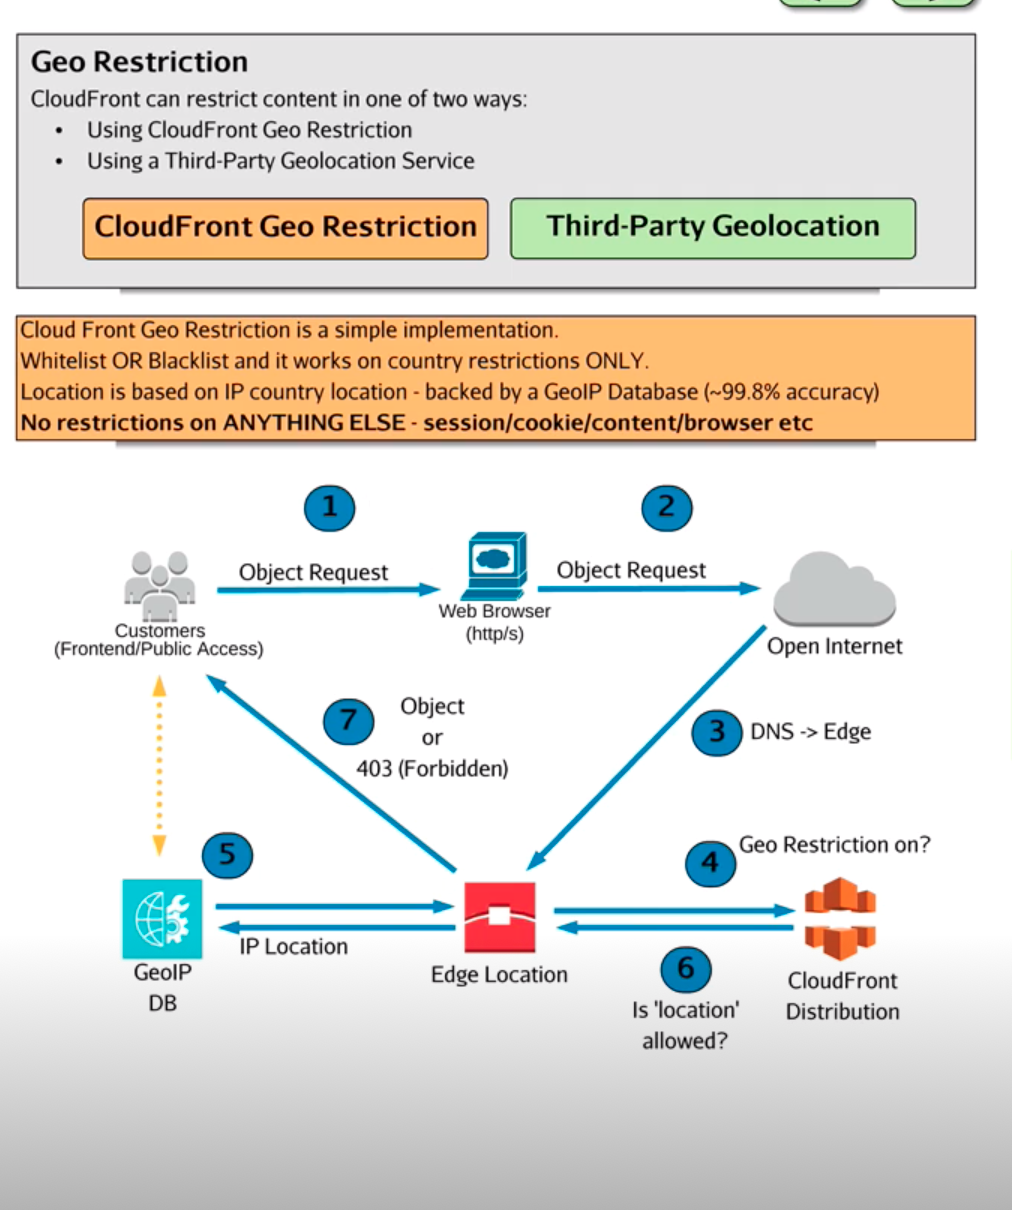 Geo Restriction
CloudFront can restrict content in one of two ways:
• Using CloudFront Geo Restriction
• Using a Third-Party Geolocation Service
CloudFront Geo Restriction
Third-Party Geolocation
Cloud Front Geo Restriction is a simple implementation.
Whitelist OR Blacklist and it works on country restrictions ONLY.
Location is based on IP country location - backed by a GeoIP Database (~99.8% accuracy)
No restrictions on ANYTHING ELSE - session/cookie/content/browser etc
1
2
Object Request
Object Request
Web Browser
(http/s)
Customers
(Frontend/Public Access)
Open Internet
7
Object
or
403 (Forbidden)
3
DNS -> Edge
5
4
Geo Restriction on?
IP Location
GeoIP
DB
Edge Location
6
Is 'location'
allowed?
CloudFront
Distribution